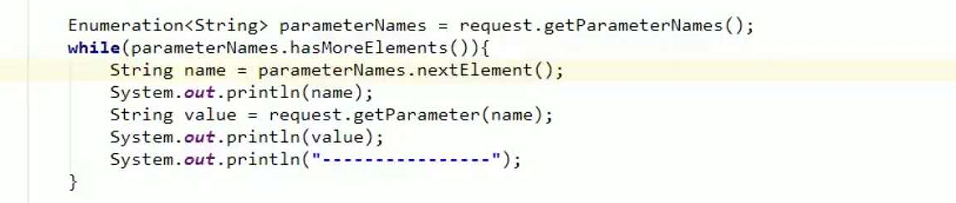 Enumeration<String> parameterNames = request.getParameterNames();
while(parameterNames.hasMoreElements()){
    String name = parameterNames.nextElement();
    System.out.println(name);
    String value = request.getParameter(name);
    System.out.println(value);
    System.out.println("----------------");
}